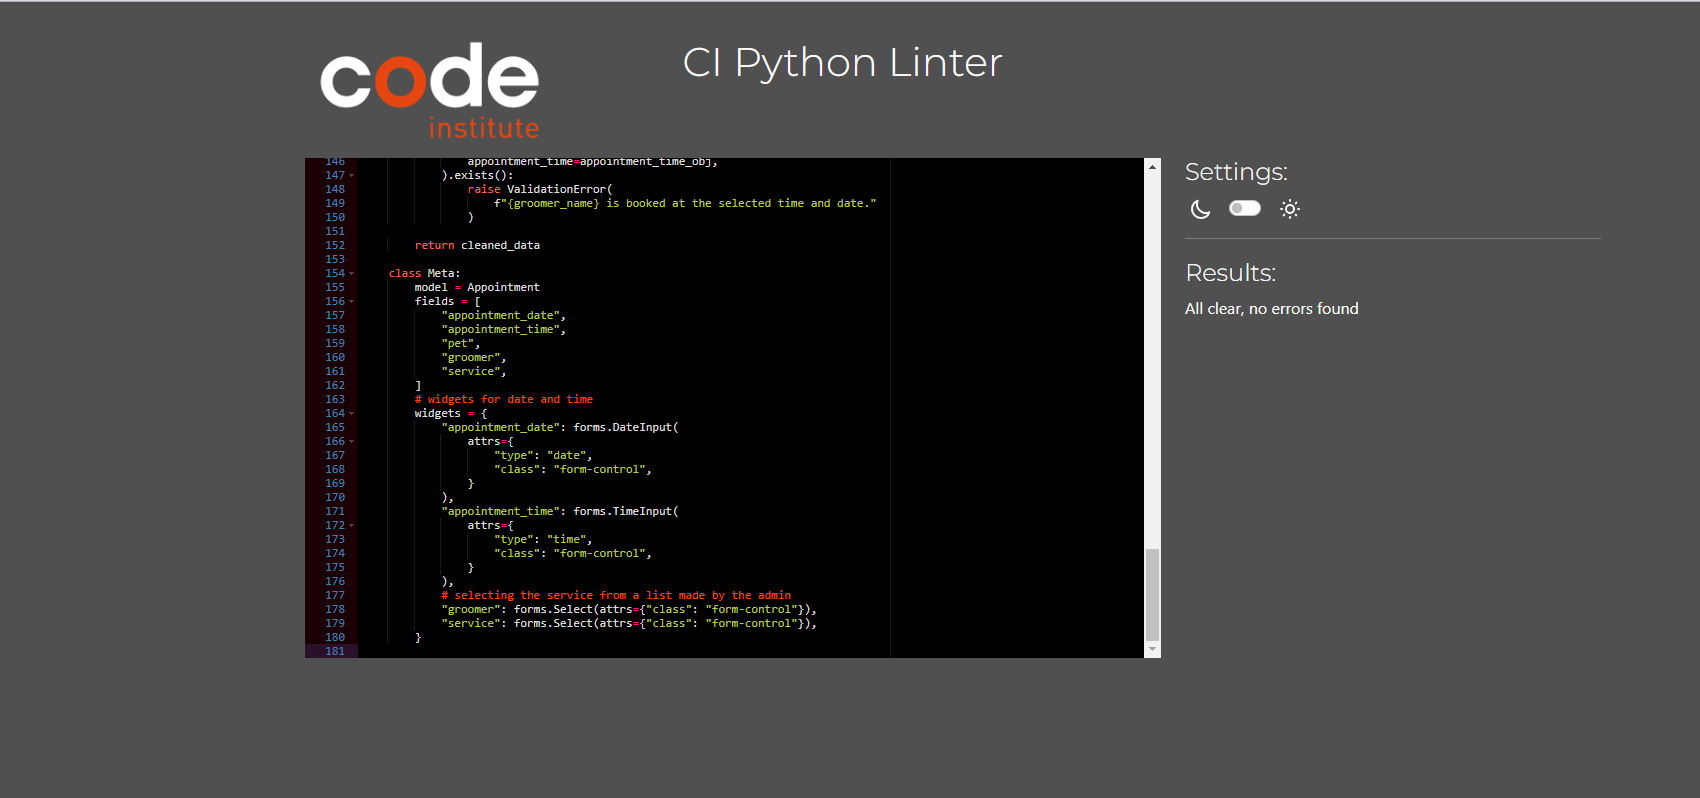 code
institute
CI Python Linter
146 appointment_time=appointment_time_obj,
147 ).exists():
148 raise ValidationError(
149 f"{groomer_name} is booked at the selected time and date."
150 )
151
152 return cleaned_data
153
154 class Meta:
155 model = Appointment
156 fields = [
157 "appointment_date",
158 "appointment_time",
159 "pet",
160 "groomer",
161 "service",
162 ]
163 # widgets for date and time
164 widgets = {
165 "appointment_date": forms.DateInput(
166 attrs={
167 "type": "date",
168 "class": "form-control",
169 }
170 ),
171 "appointment_time": forms.TimeInput(
172 attrs={
173 "type": "time",
174 "class": "form-control",
175 }
176 ),
177 # selecting the service from a list made by the admin
178 "groomer": forms.Select(attrs={"class": "form-control"}),
179 "service": forms.Select(attrs={"class": "form-control"}),
180 }
181
Settings:
Results:
All clear, no errors found